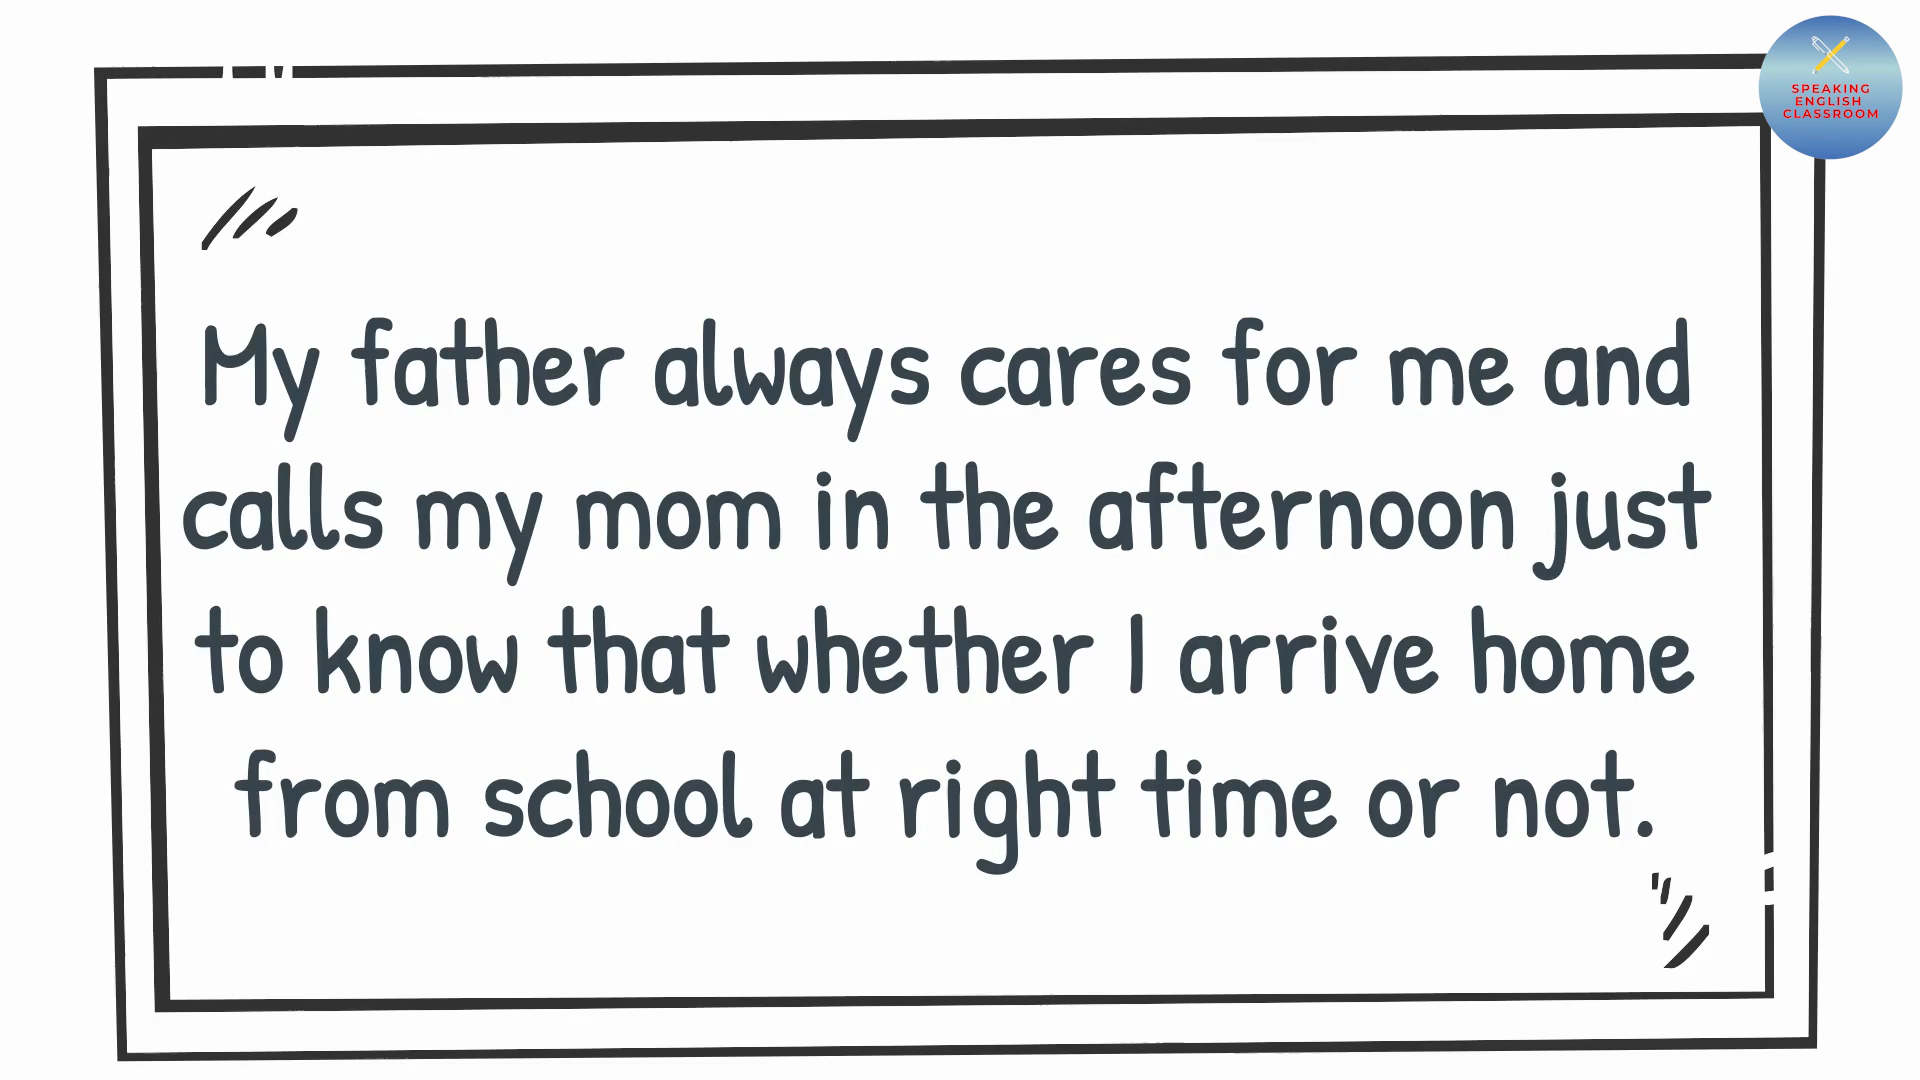 SPEAKING
ENGLISH
CLASSROOM
My father always cares for me and
calls my mom in the afternoon just
to know that whether I arrive home
from school at right time or not.